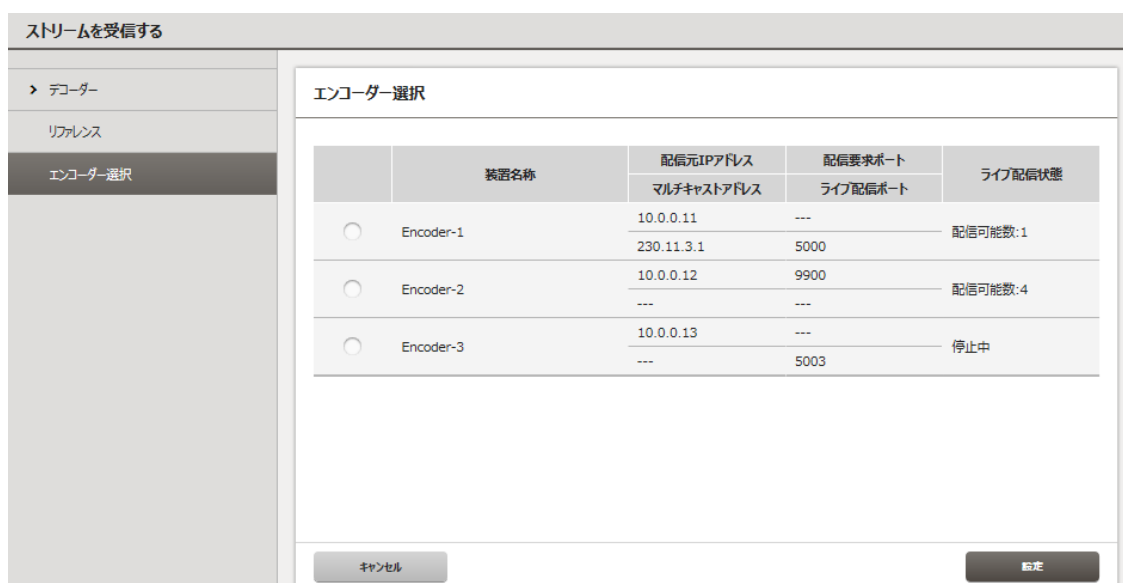 ストリームを受信する
デコーダー
リファレンス
エンコーダー選択
エンコーダー選択
装置名称 配信元IPアドレス 配信要求ポート ライブ配信状態
マルチキャストアドレス ライブ配信ポート
Encoder-1 10.0.0.11 --- 配信可能数:1
230.11.3.1 5000
Encoder-2 10.0.0.12 9900 配信可能数:4
--- ---
Encoder-3 10.0.0.13 --- 停止中
--- 5003
キャンセル 設定